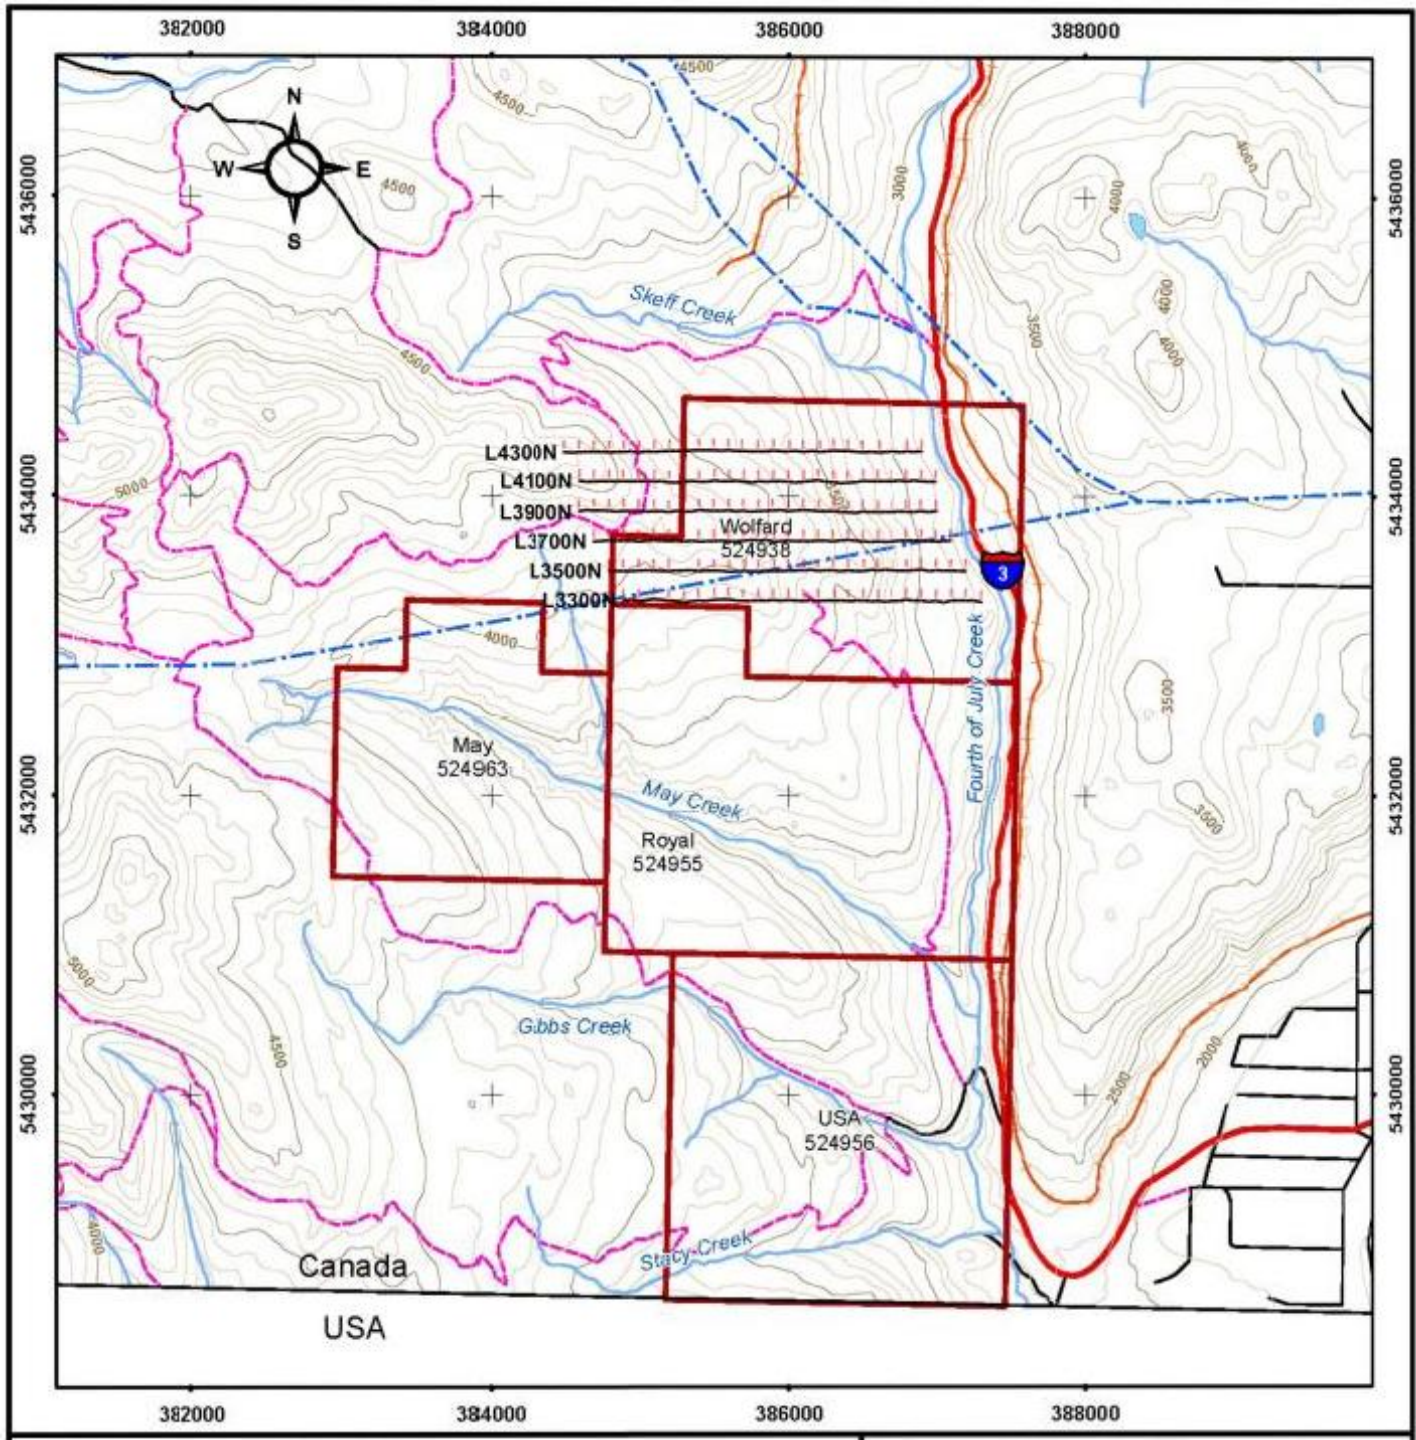 382000 384000 386000 388000
4500
4500
N
W E
S
4500
3000
4000
4000
5436000
5436000
Skeff Creek
4000
3500
4000
4500
L4300N
L4100N
5000
3500
5434000
5434000
L3900N
Wolfard
524938
L3700N
L3500N
3
L3300N
4000
Fourth of July Creek
3500
May
524963
May Creek
5432000
5432000
3500
Royal
524955
5000
Gibbs Creek
4500
2000
2500
5430000
5430000
USA
524956
4000
Stacy Creek
Canada
USA
382000 384000 386000 388000